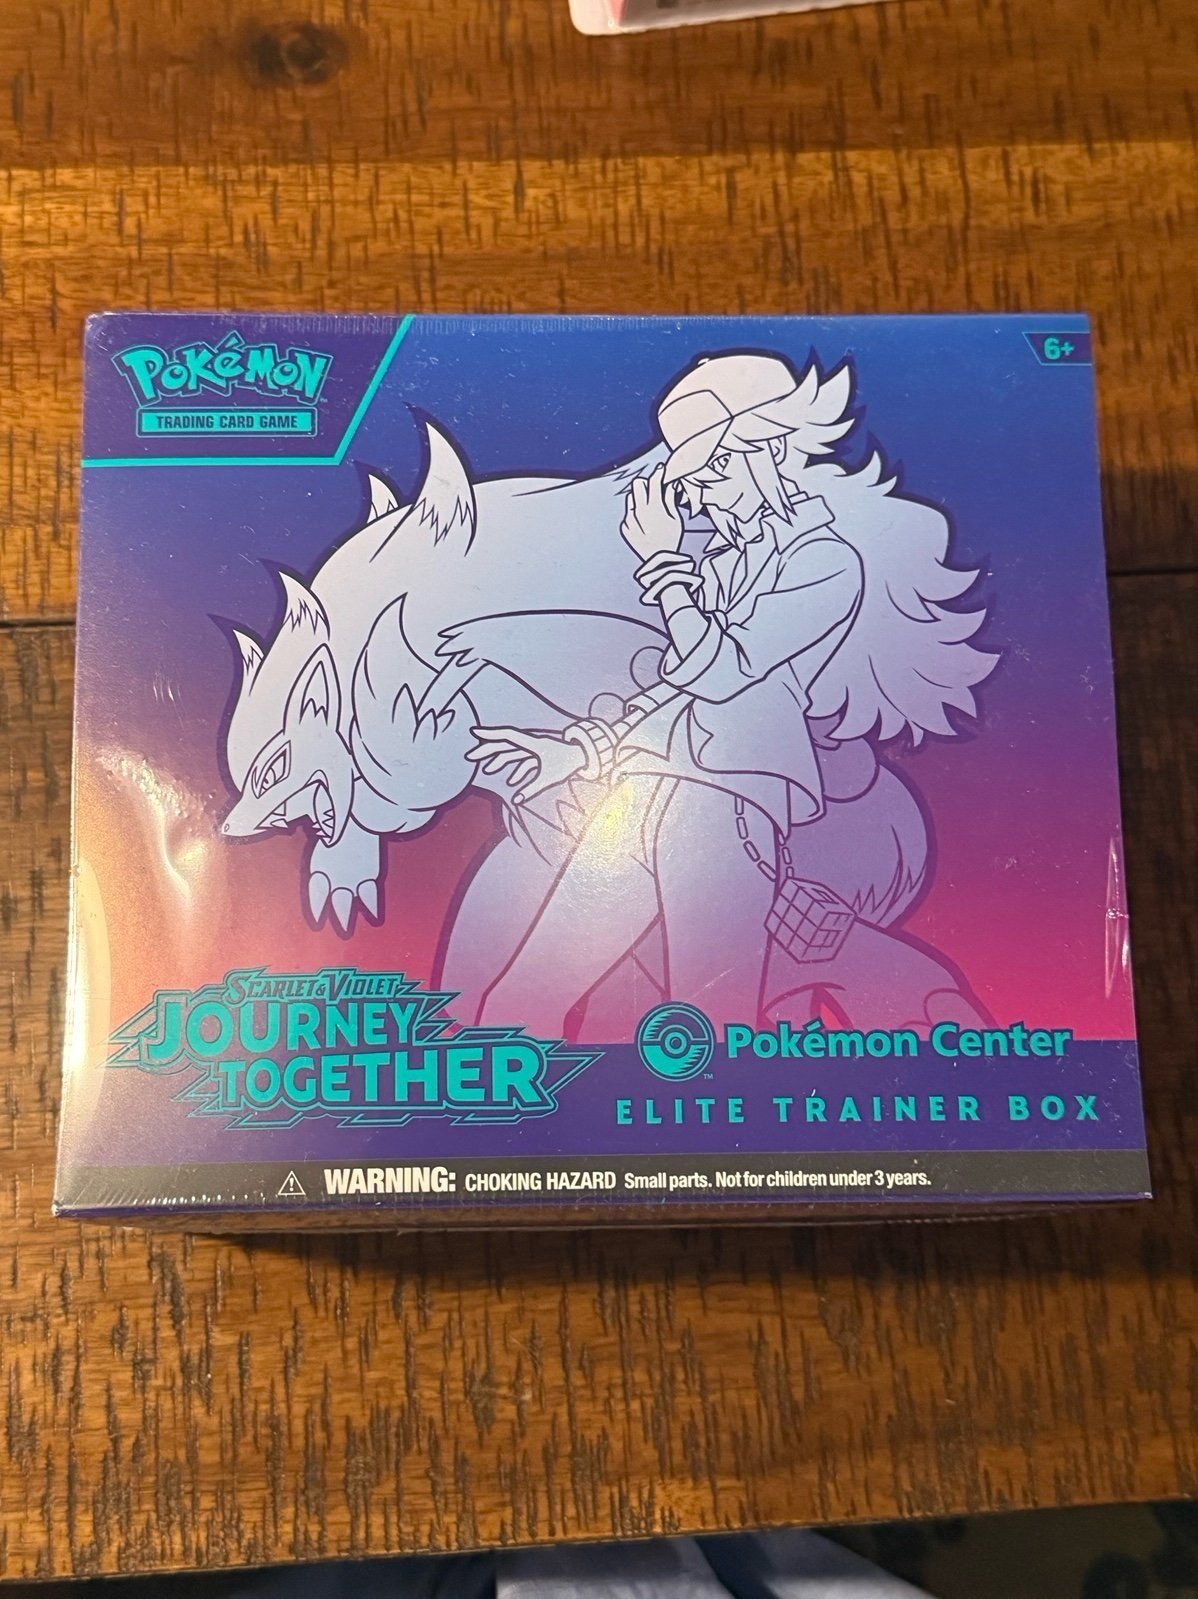 POKéMON
TRADING CARD GAME
6+
SCARLET & VIOLET
JOURNEY
TOGETHER
Pokémon Center
TM
ELITE TRAINER BOX
WARNING: CHOKING HAZARD Small parts. Not for children under 3 years.